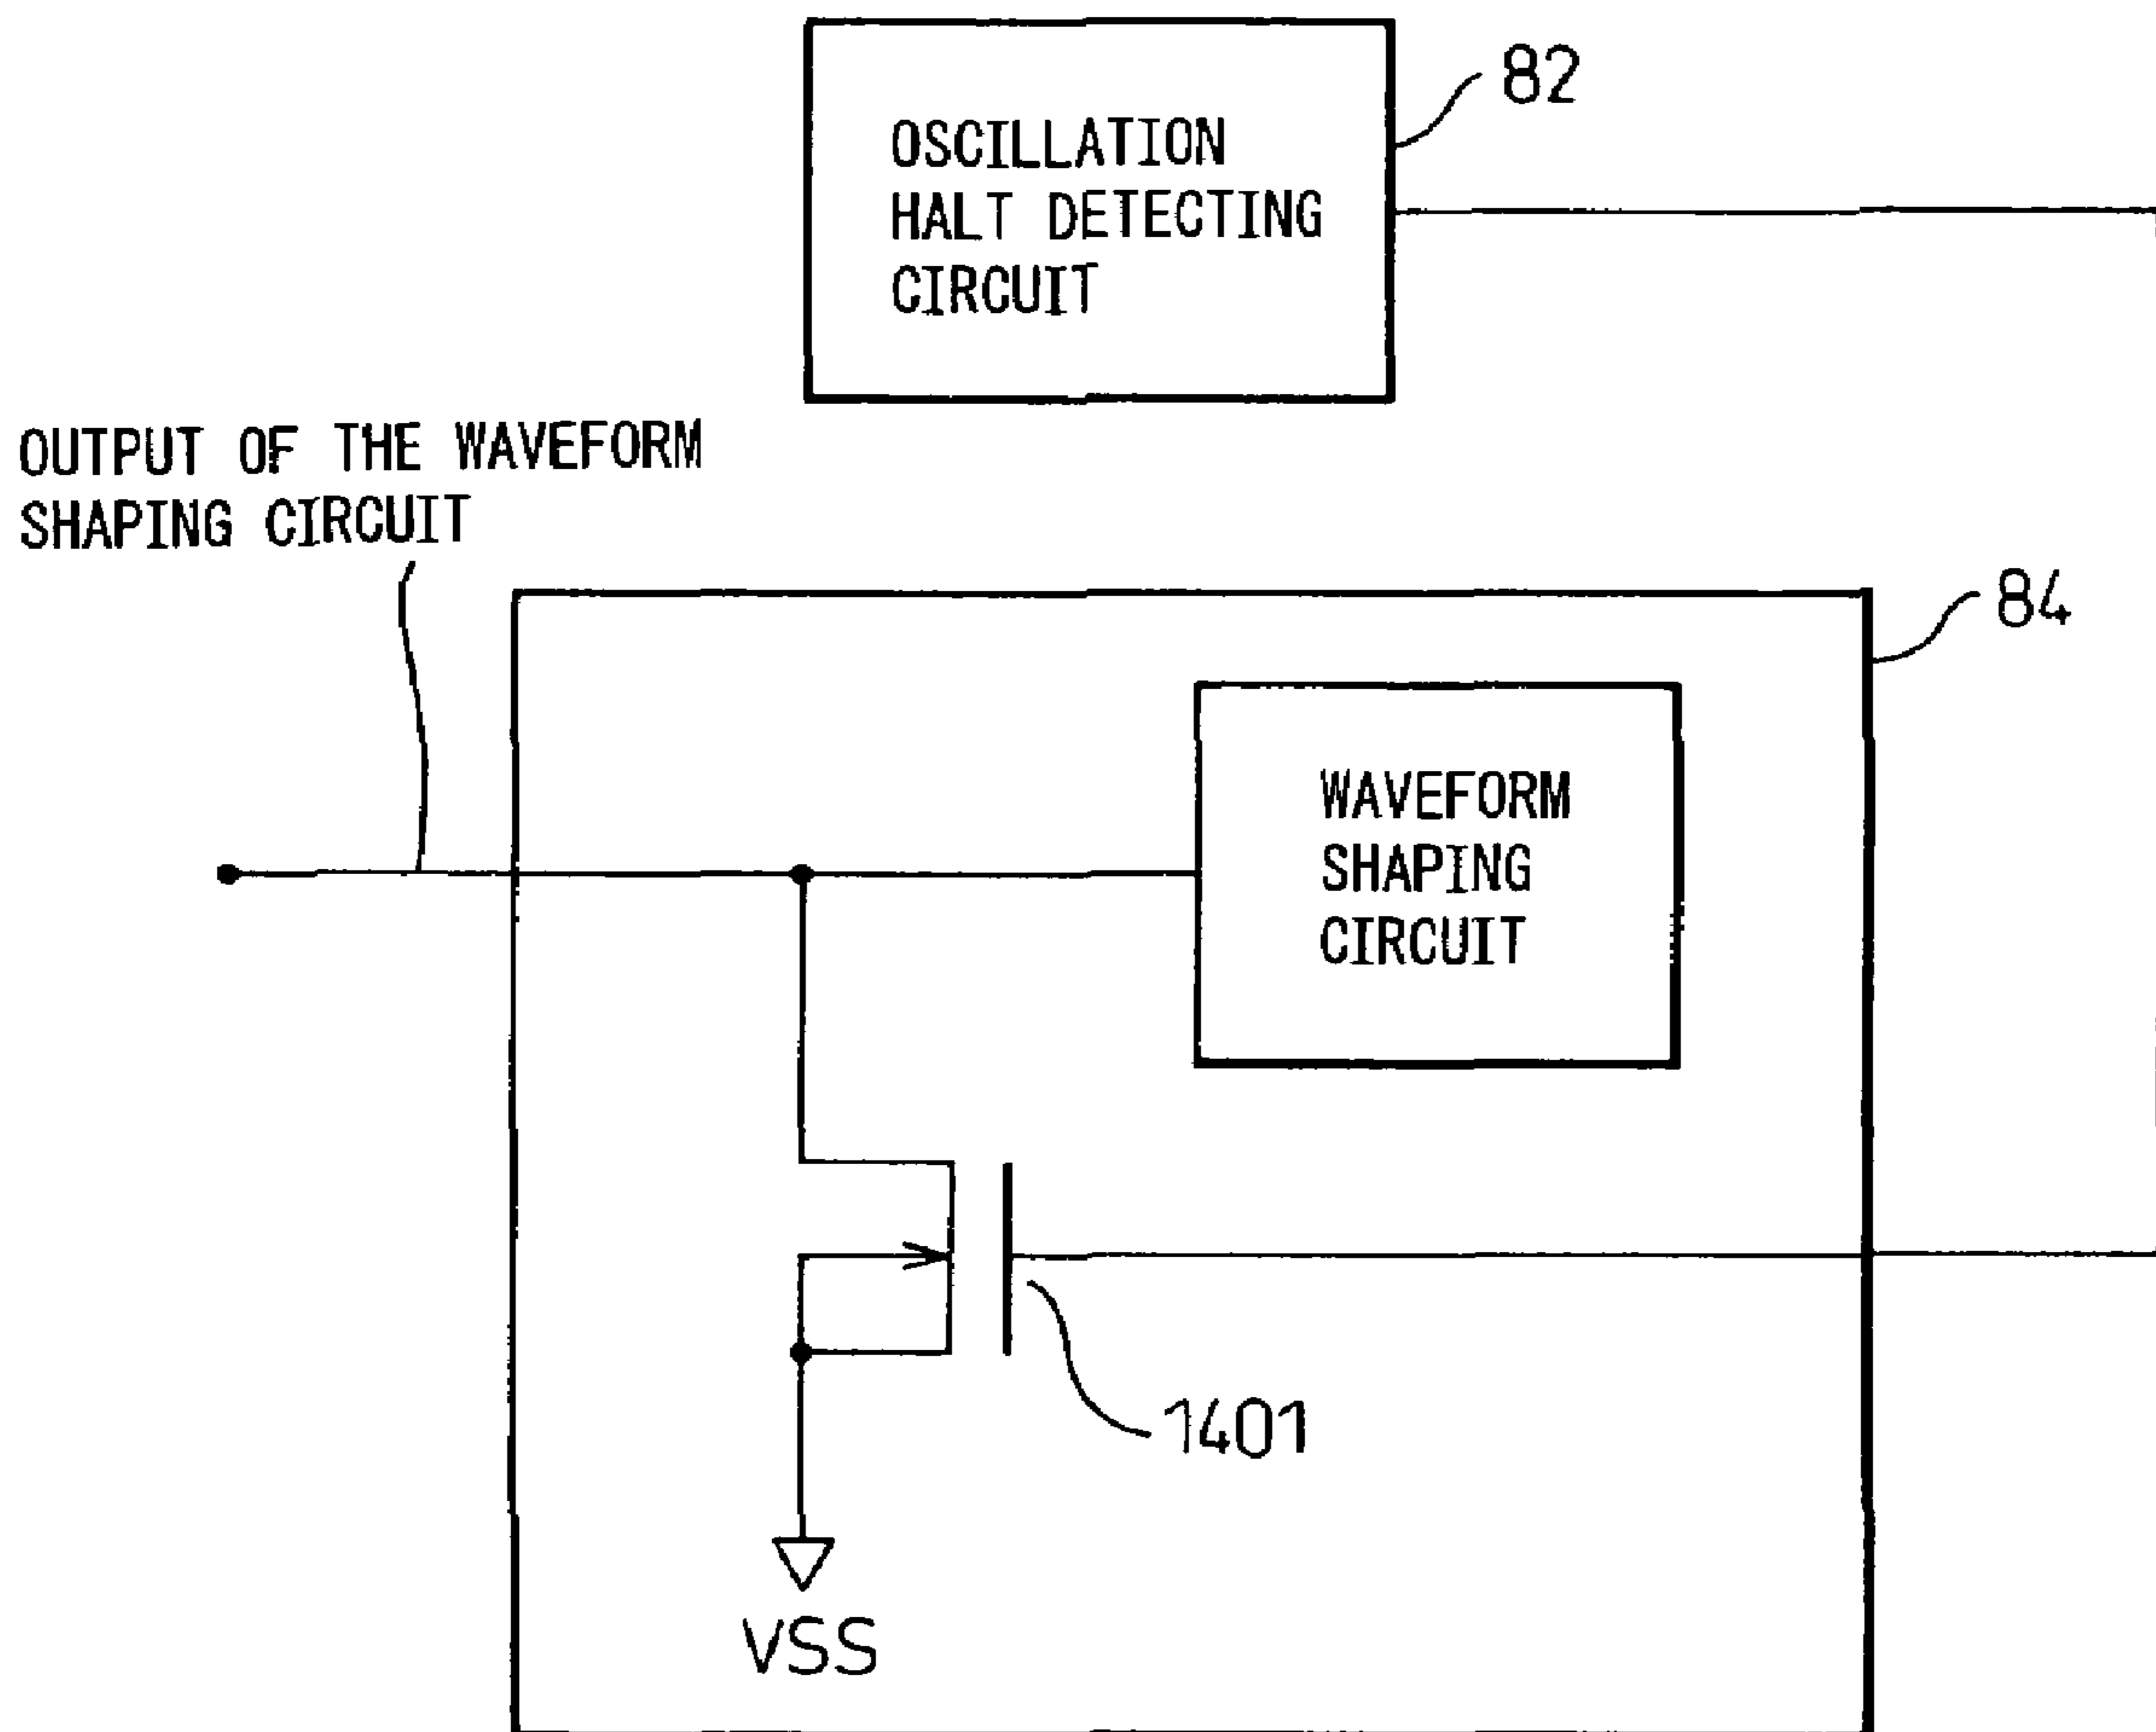 82
OSCILLATION
HALT DETECTING
CIRCUIT
OUTPUT OF THE WAVEFORM
SHAPING CIRCUIT
84
WAVEFORM
SHAPING
CIRCUIT
1401
VSS